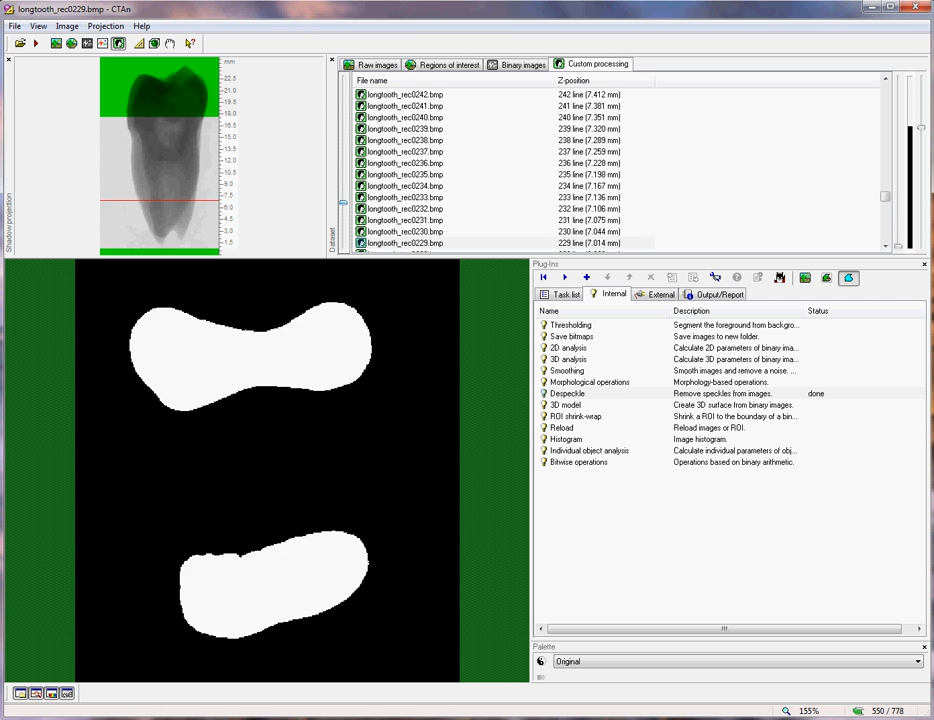 longtooth_rec0229.bmp - CTAn
File View Image Projection Help
mm
22.5
21.0
19.5
18.0
16.5
15.0
13.5
12.0
10.5
9.0
7.5
6.0
4.5
3.0
1.5
Shadow projection
Dataset
Raw images Regions of interest Binary images Custom processing
File name Z-position
longtooth_rec0242.bmp 242 line (7.412 mm)
longtooth_rec0241.bmp 241 line (7.381 mm)
longtooth_rec0240.bmp 240 line (7.351 mm)
longtooth_rec0239.bmp 239 line (7.320 mm)
longtooth_rec0238.bmp 238 line (7.289 mm)
longtooth_rec0237.bmp 237 line (7.259 mm)
longtooth_rec0236.bmp 236 line (7.228 mm)
longtooth_rec0235.bmp 235 line (7.198 mm)
longtooth_rec0234.bmp 234 line (7.167 mm)
longtooth_rec0233.bmp 233 line (7.136 mm)
longtooth_rec0232.bmp 232 line (7.106 mm)
longtooth_rec0231.bmp 231 line (7.075 mm)
longtooth_rec0230.bmp 230 line (7.044 mm)
longtooth_rec0229.bmp 229 line (7.014 mm)
Plug-Ins
Task list Internal External Output/Report
Name Description Status
Thresholding Segment the foreground from backgro...
Save bitmaps Save images to new folder.
2D analysis Calculate 2D parameters of binary ima...
3D analysis Calculate 3D parameters of binary ima...
Smoothing Smooth images and remove a noise. ...
Morphological operations Morphology-based operations.
Despeckle Remove speckles from images. done
3D model Create 3D surface from binary images.
ROI shrink-wrap Shrink a ROI to the boundary of a bin...
Reload Reload images or ROI.
Histogram Image histogram.
Individual object analysis Calculate individual parameters of obj...
Bitwise operations Operations based on binary arithmetic.
Palette
Original
155% 550 / 778